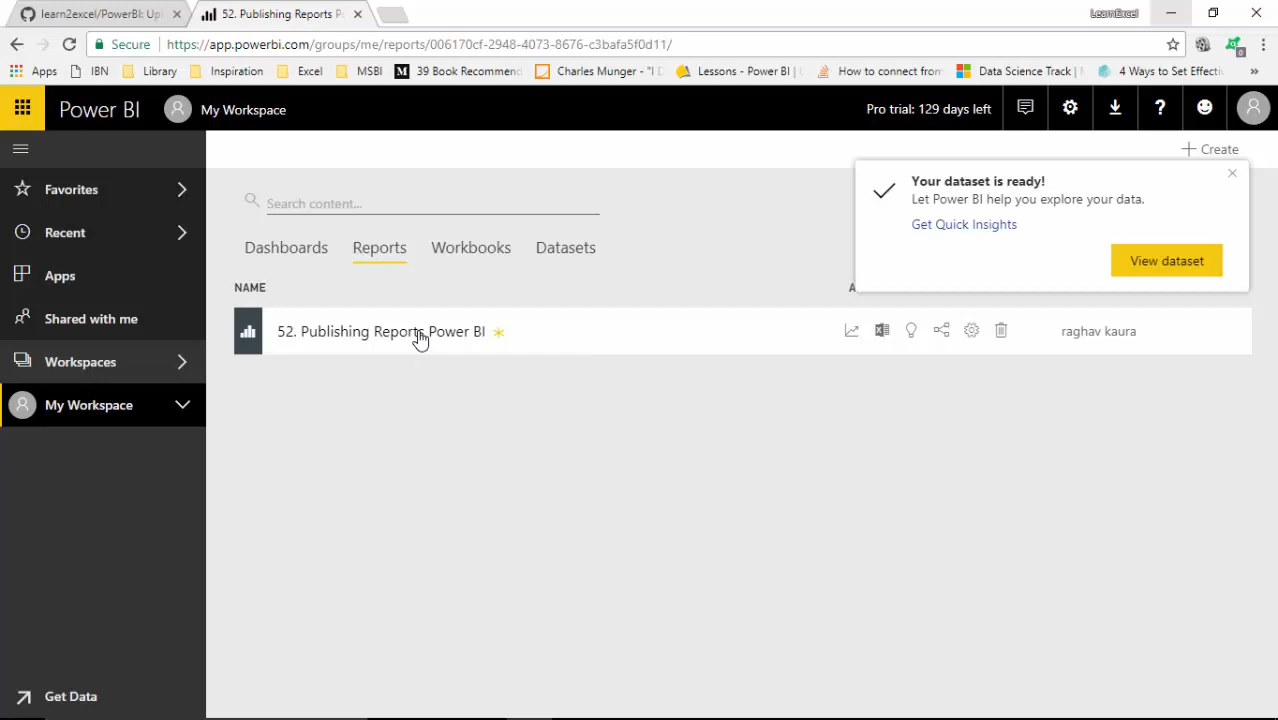 learn2excel/PowerBI: Upl
52. Publishing Reports P
LearnExcel
Secure
https://app.powerbi.com/groups/me/reports/006170cf-2948-4073-8676-c3bafa5f0d11/
Apps
IBN
Library
Inspiration
Excel
MSBI
39 Book Recommend
Charles Munger - "I D
Lessons - Power BI |
How to connect from
Data Science Track |
4 Ways to Set Effecti
»
Power BI
My Workspace
Pro trial: 129 days left
?
Create
Favorites
Recent
Apps
Shared with me
Workspaces
My Workspace
Get Data
Search content...
Dashboards
Reports
Workbooks
Datasets
Your dataset is ready!
Let Power BI help you explore your data.
Get Quick Insights
View dataset
NAME
A
52. Publishing Reports Power BI
raghav kaura